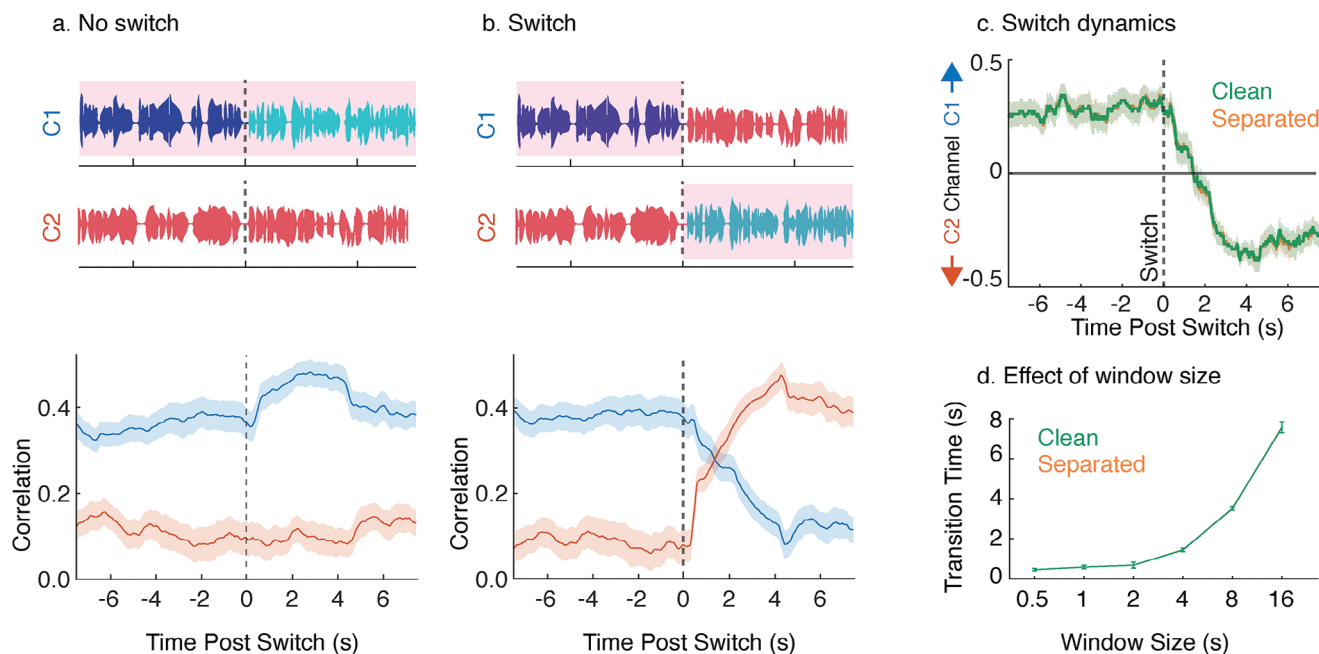 a. No switch
C1
C2
0.4
0.2
0.0
Correlation
-6 -4 -2 0 2 4 6
Time Post Switch (s)
b. Switch
C1
C2
0.4
0.2
0.0
Correlation
-6 -4 -2 0 2 4 6
Time Post Switch (s)
c. Switch dynamics
0.5
0
-0.5
C2 Channel C1
Clean
Separated
Switch
-6 -4 -2 0 2 4 6
Time Post Switch (s)
d. Effect of window size
8
6
4
2
0
Transition Time (s)
Clean
Separated
0.5 1 2 4 8 16
Window Size (s)